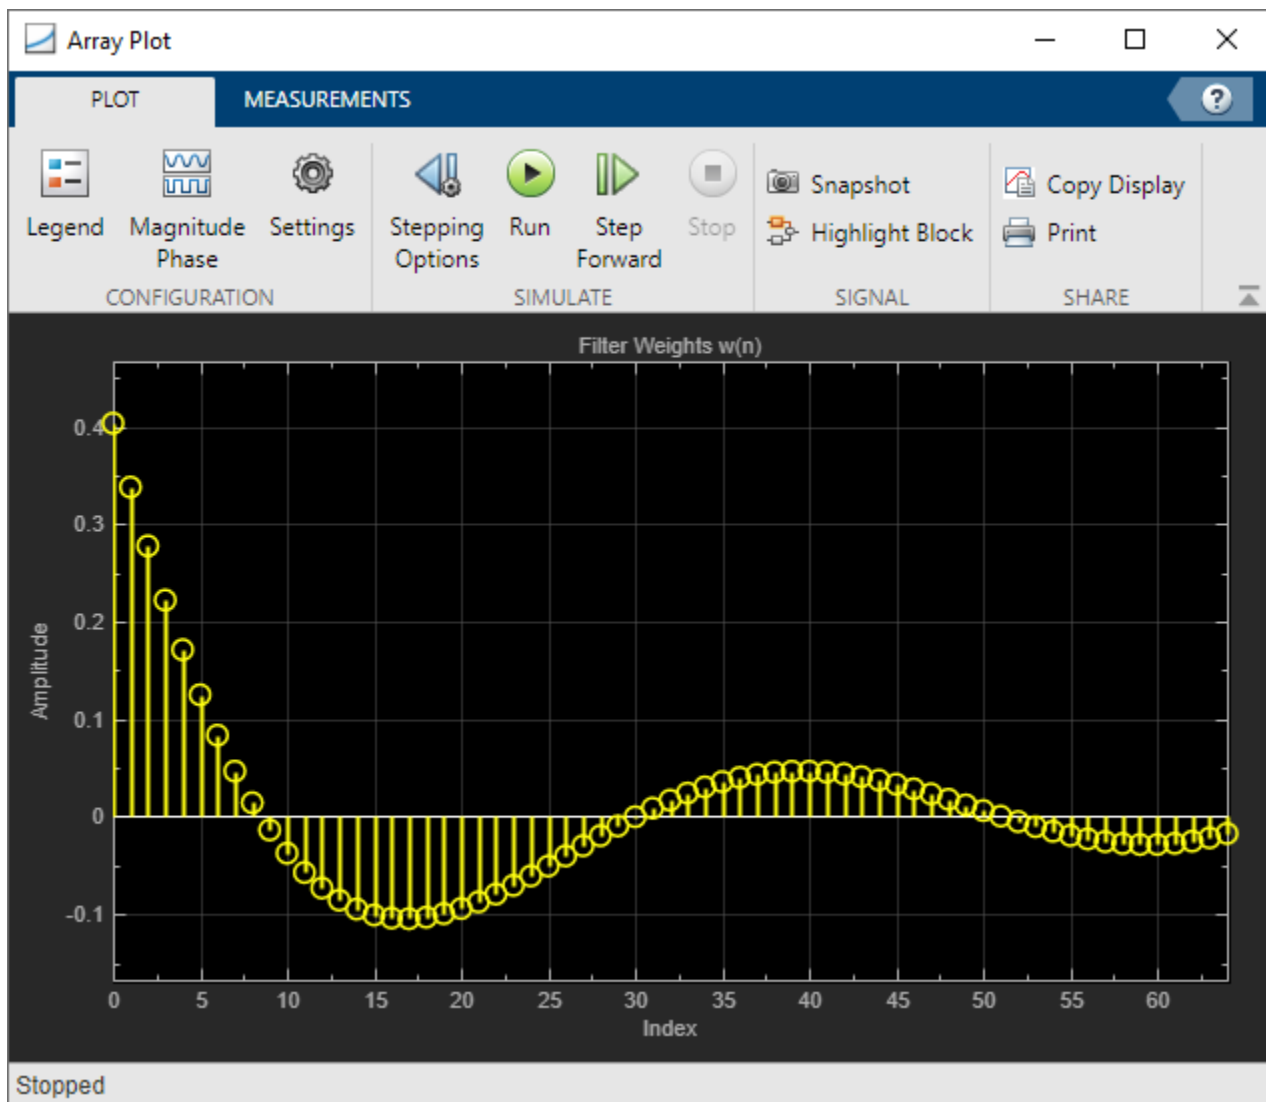 Array Plot
PLOT
MEASUREMENTS
?
Legend
Magnitude
Phase
Settings
CONFIGURATION
Stepping
Options
Run
Step
Forward
Stop
SIMULATE
Snapshot
Highlight Block
SIGNAL
Copy Display
Print
SHARE
Filter Weights w(n)
Amplitude
0.4
0.3
0.2
0.1
0
-0.1
0 5 10 15 20 25 30 35 40 45 50 55 60
Index
Stopped